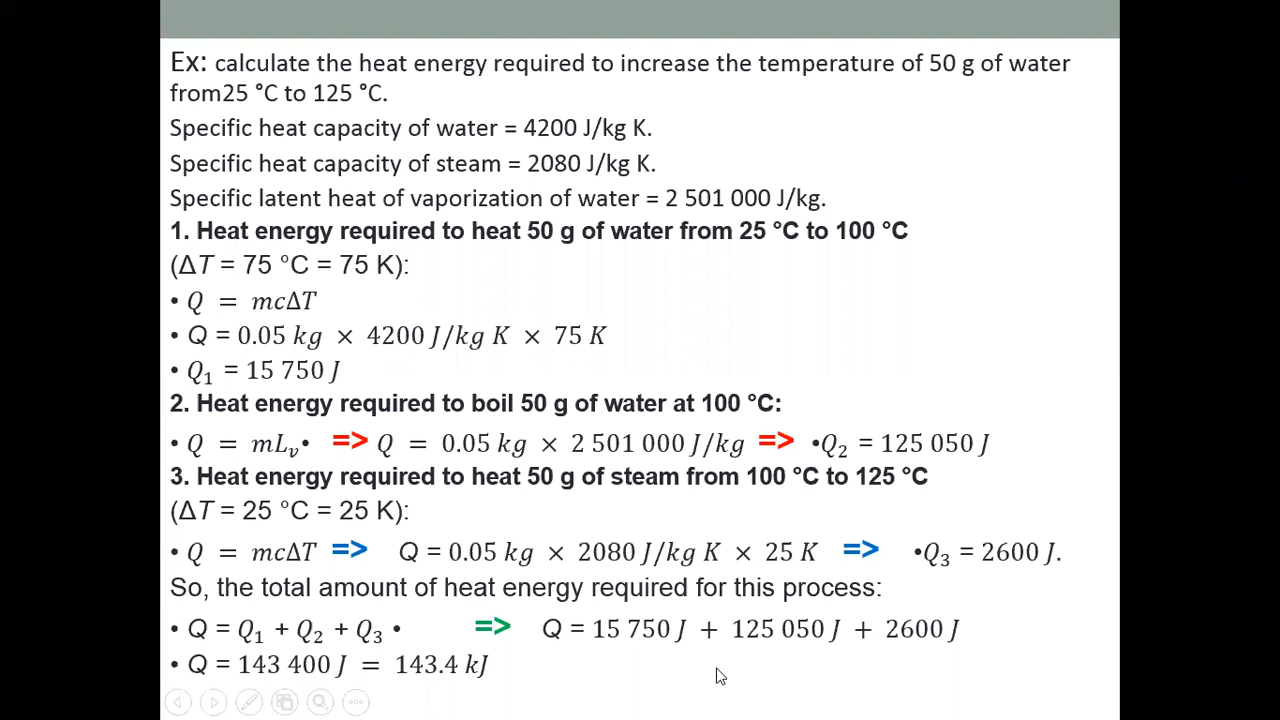 Ex: calculate the heat energy required to increase the temperature of 50 g of water
from25 °C to 125 °C.
Specific heat capacity of water = 4200 J/kg K.
Specific heat capacity of steam = 2080 J/kg K.
Specific latent heat of vaporization of water = 2 501 000 J/kg.
1. Heat energy required to heat 50 g of water from 25 °C to 100 °C
(ΔT = 75 °C = 75 K):
• Q = mcΔT
• Q = 0.05 kg × 4200 J/kg K × 75 K
• Q₁ = 15 750 J
2. Heat energy required to boil 50 g of water at 100 °C:
• Q = mLᵥ• => Q = 0.05 kg × 2 501 000 J/kg => •Q₂ = 125 050 J
3. Heat energy required to heat 50 g of steam from 100 °C to 125 °C
(ΔT = 25 °C = 25 K):
• Q = mcΔT => Q = 0.05 kg × 2080 J/kg K × 25 K => •Q₃ = 2600 J.
So, the total amount of heat energy required for this process:
• Q = Q₁ + Q₂ + Q₃ • => Q = 15 750 J + 125 050 J + 2600 J
• Q = 143 400 J = 143.4 kJ